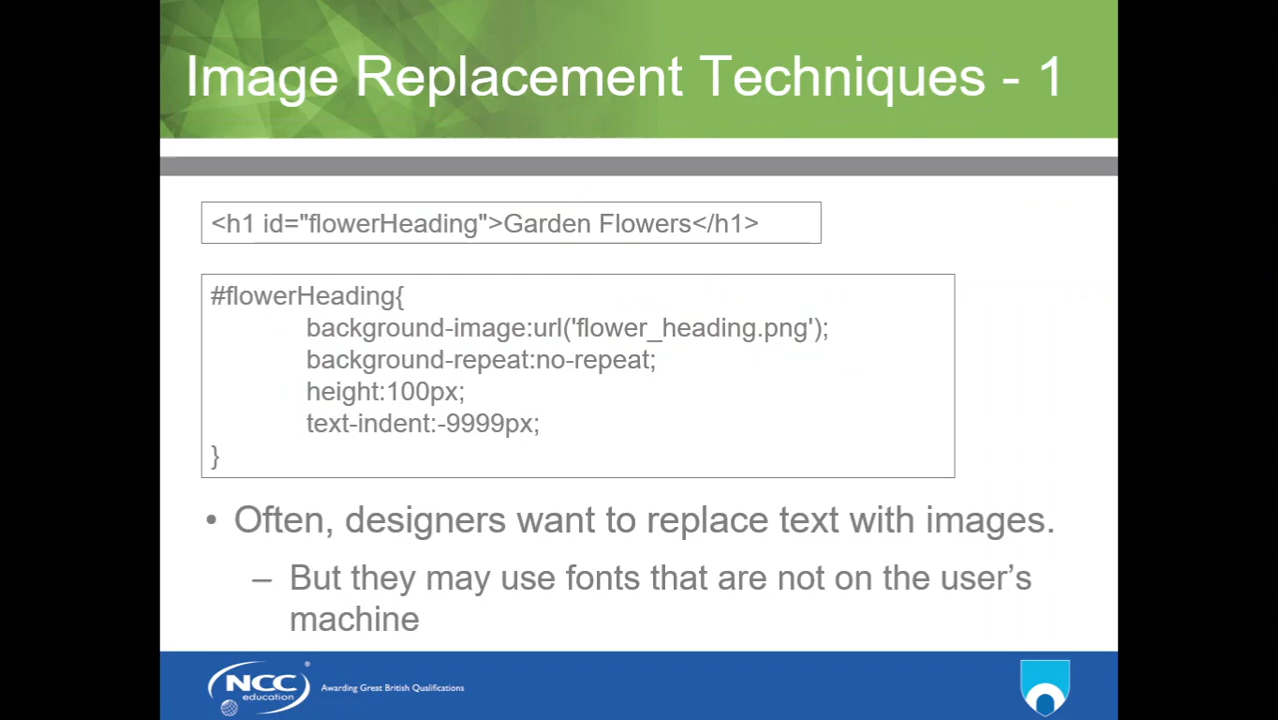 Image Replacement Techniques - 1
<h1 id="flowerHeading">Garden Flowers</h1>
#flowerHeading{
background-image:url('flower_heading.png');
background-repeat:no-repeat;
height:100px;
text-indent:-9999px;
}
• Often, designers want to replace text with images.
– But they may use fonts that are not on the user’s
machine
NCC
education
®
Awarding Great British Qualifications